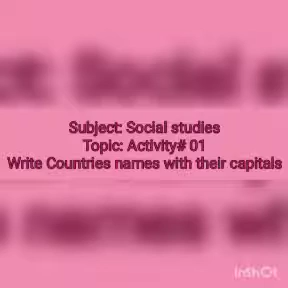 Subject: Social studies
Topic: Activity# 01
Write Countries names with their capitals
InShOt